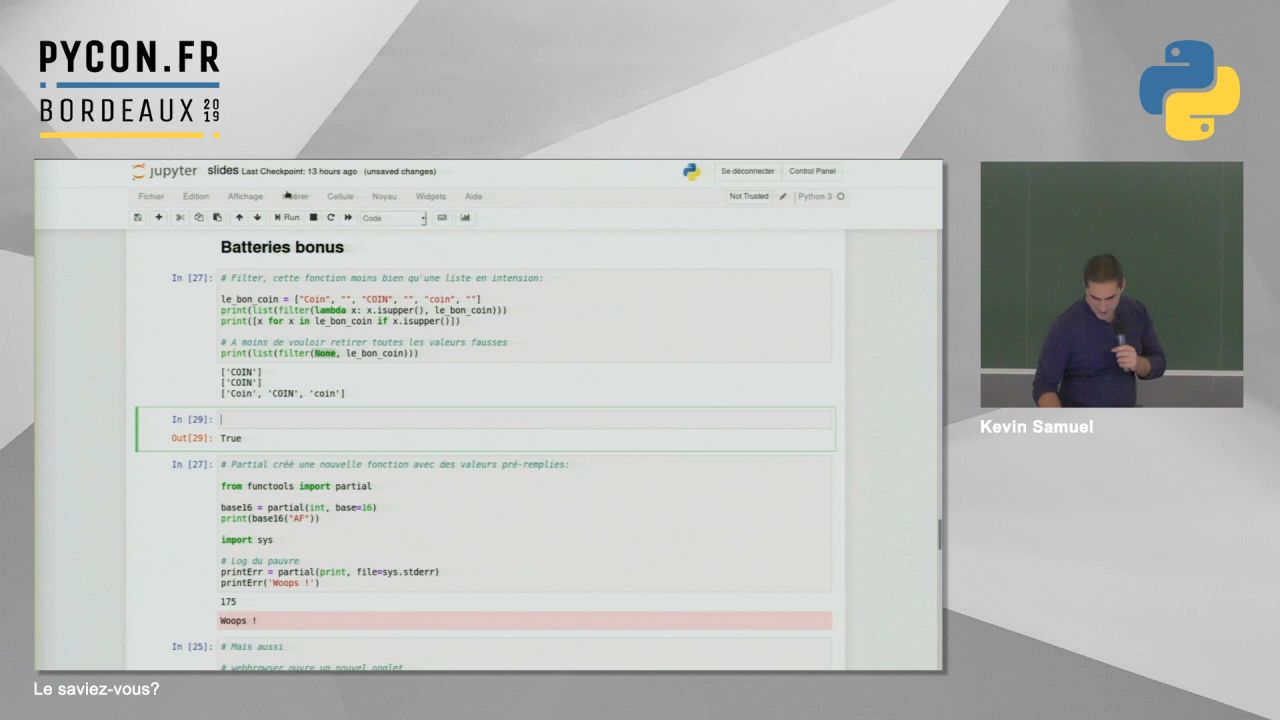 PYCON.FR
BORDEAUX 2019
jupyter slides Last Checkpoint: 13 hours ago (unsaved changes)
Se déconnecter Control Panel
Fichier Édition Affichage Insérer Cellule Noyau Widgets Aide
Not Trusted Python 3
Run Code
Batteries bonus
In [27]: # Filter, cette fonction moins bien qu'une liste en intension:
le_bon_coin = ["Coin", "", "COIN", "", "coin", ""]
print(list(filter(lambda x: x.isupper(), le_bon_coin)))
print([x for x in le_bon_coin if x.isupper()])
# A moins de vouloir retirer toutes les valeurs fausses
print(list(filter(None, le_bon_coin)))
['COIN']
['COIN']
['Coin', 'COIN', 'coin']
In [29]:
Out[29]: True
In [27]: # Partial créé une nouvelle fonction avec des valeurs pré-remplies:
from functools import partial
base16 = partial(int, base=16)
print(base16("AF"))
import sys
# Log du pauvre
printErr = partial(print, file=sys.stderr)
printErr('Woops !')
175
Woops !
In [25]: # Mais aussi
# webbrowser ouvre un nouvel onglet
Kevin Samuel
Le saviez-vous?